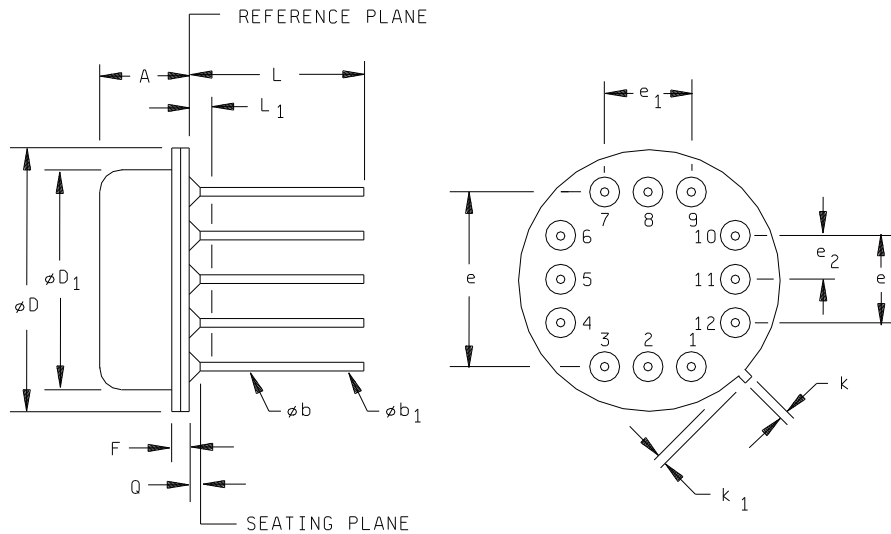 REFERENCE PLANE
A
L
L1
e1
7 8 9
6
10
e2
øD1
øD
e
5
11
e
4
12
3 2 1
k
øb
øb1
F
Q
k1
SEATING PLANE